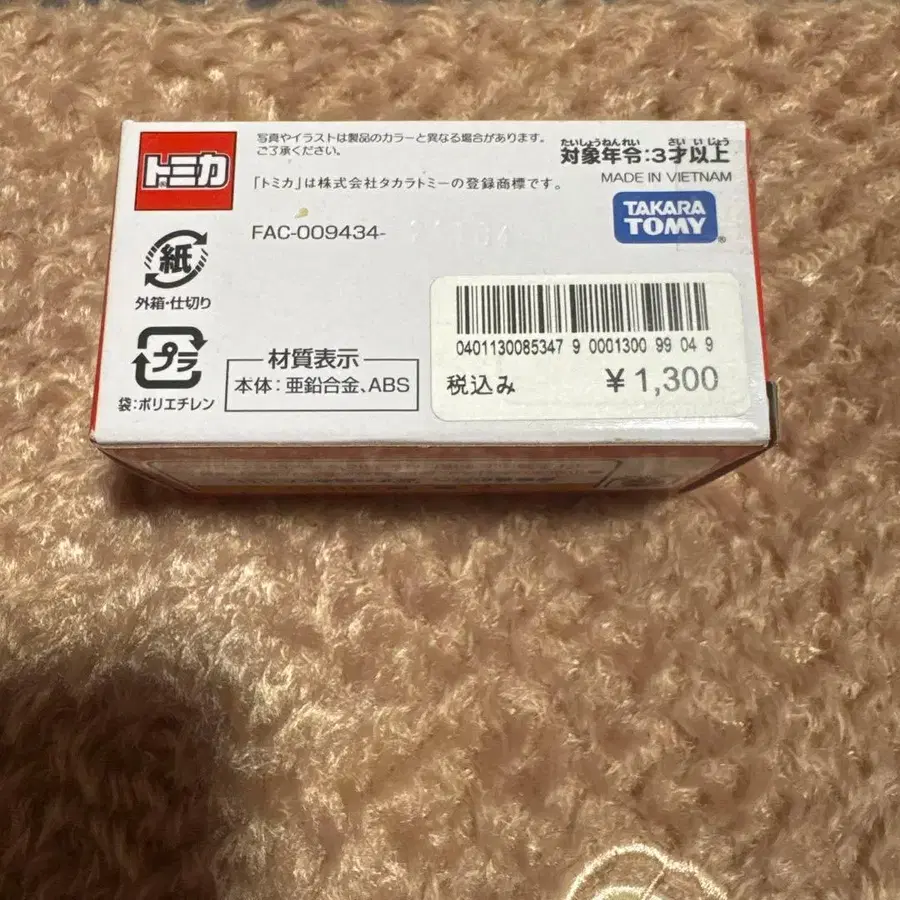 トミカ
写真やイラストは製品のカラーと異なる場合があります。
ご了承ください。
「トミカ」は株式会社タカラトミーの登録商標です。
FAC-009434-
たいしょうねんれい さいいじょう
対象年令:3才以上
MADE IN VIETNAM
TAKARA
TOMY
紙
外箱・仕切り
プラ
袋:ポリエチレン
材質表示
本体:亜鉛合金、ABS
0401130085347 9 0001300 99 04 9
税込み ¥1,300